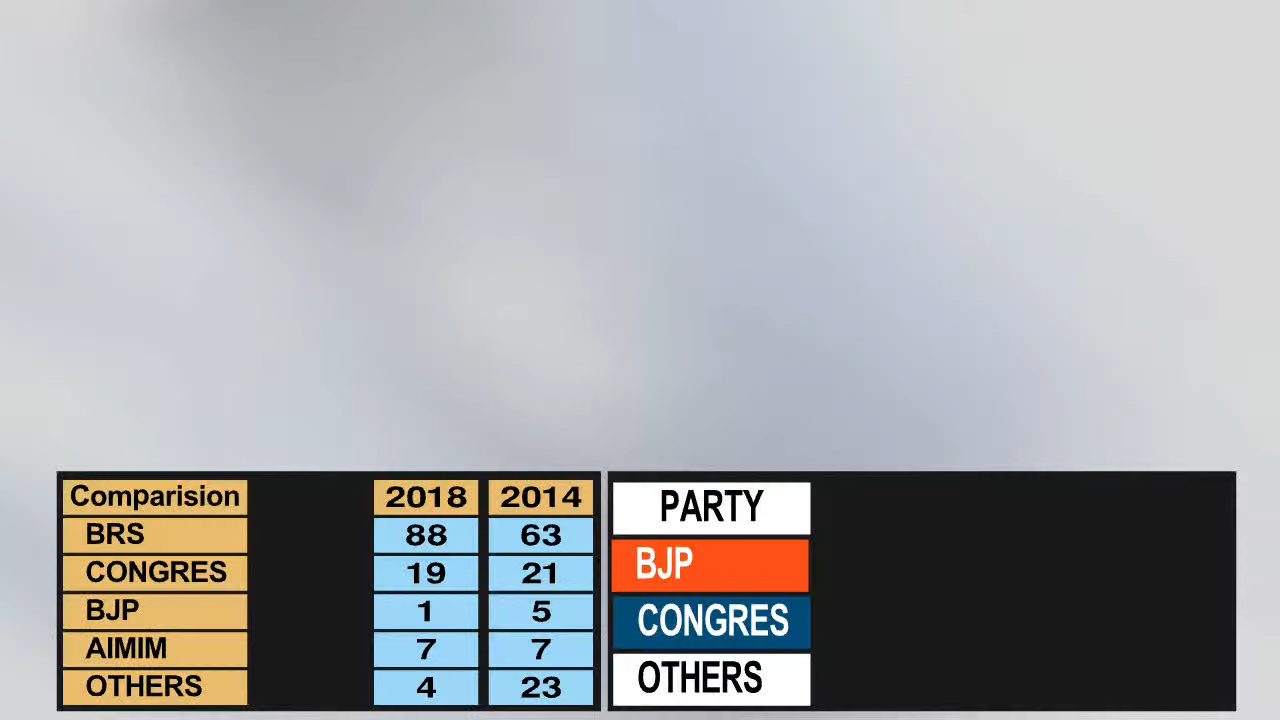 Comparision 2018 2014
BRS 88 63
CONGRES 19 21
BJP 1 5
AIMIM 7 7
OTHERS 4 23
PARTY
BJP
CONGRES
OTHERS